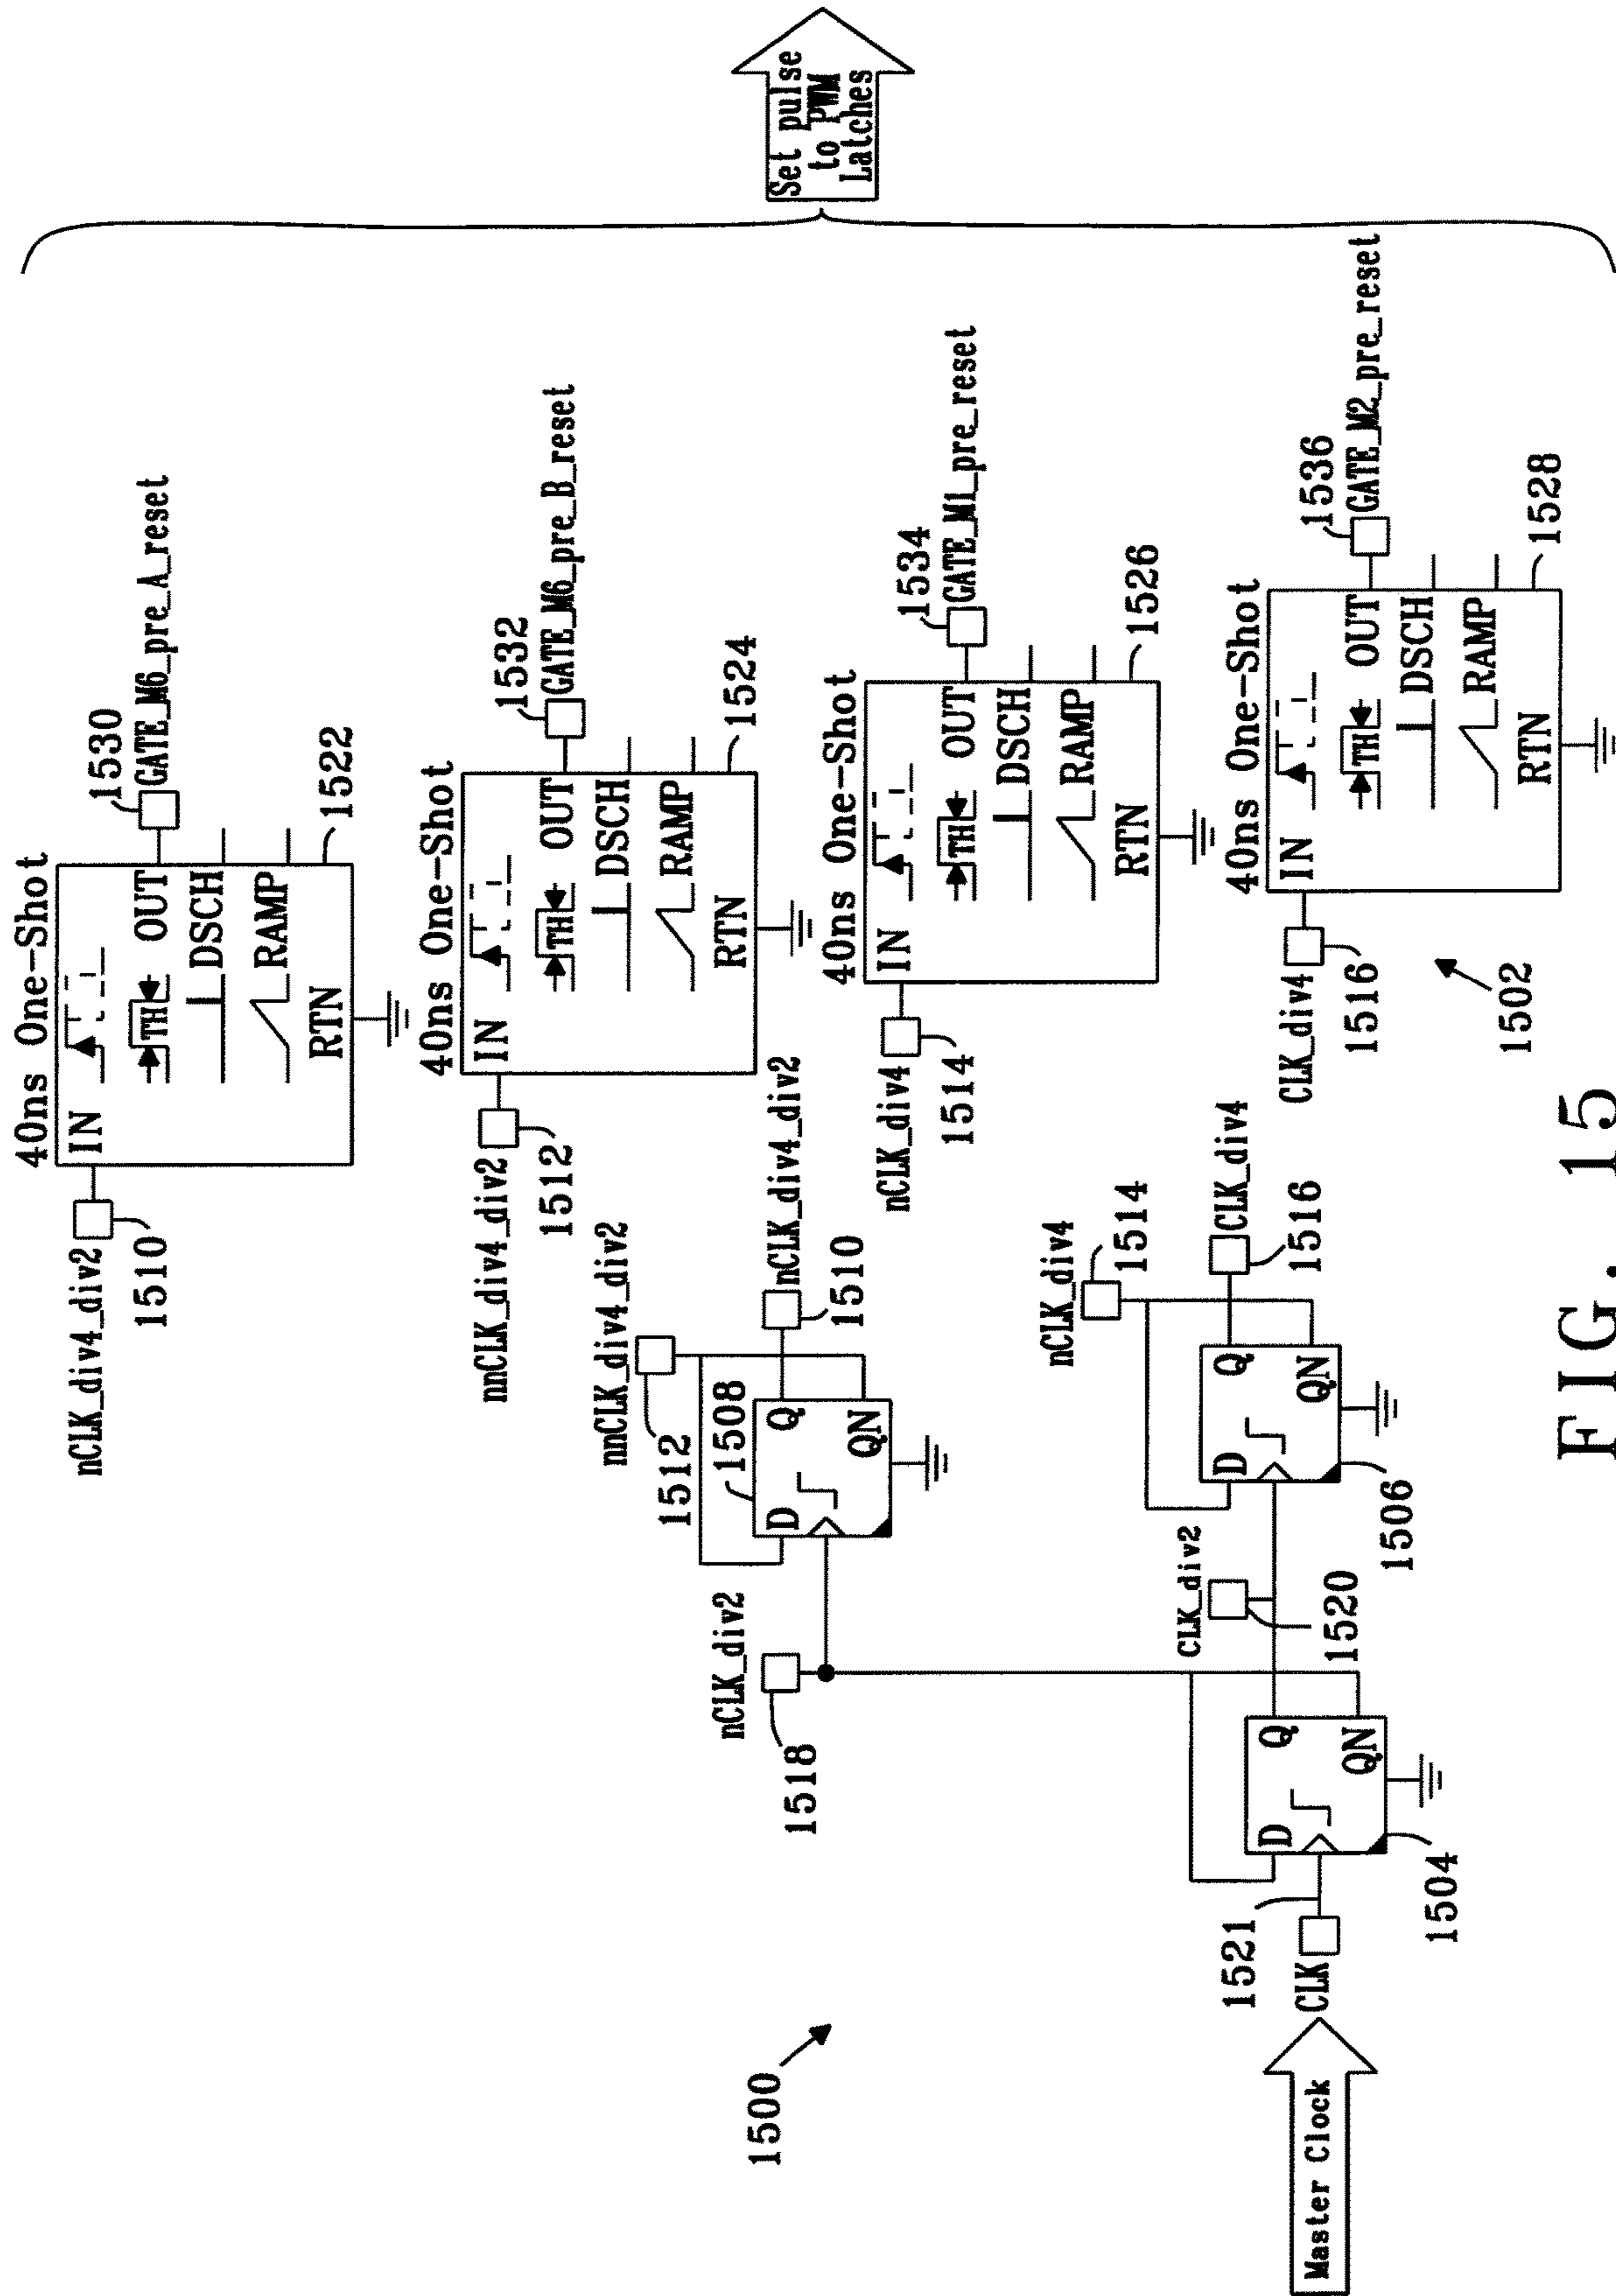 Master Clock
1500
CLK
1521
D
Q
QN
1504
nCLK_div2
1518
CLK_div2
1520
D
Q
QN
1508
nnCLK_div4_div2
1512
nCLK_div4_div2
1510
D
Q
QN
1506
nCLK_div4
1514
CLK_div4
1516
40ns One-Shot
nCLK_div4_div2
1510
IN
TH
OUT
DSCH
RAMP
RTN
1522
1530
GATE_M6_pre_A_reset
40ns One-Shot
nnCLK_div4_div2
1512
IN
TH
OUT
DSCH
RAMP
RTN
1524
1532
GATE_M6_pre_B_reset
40ns One-Shot
nCLK_div4
1514
IN
TH
OUT
DSCH
RAMP
RTN
1526
1534
GATE_M1_pre_reset
40ns One-Shot
CLK_div4
1516
IN
TH
OUT
DSCH
RAMP
RTN
1528
1536
GATE_M2_pre_reset
1502
Set pulse
to PWM
Latches
FIG. 15